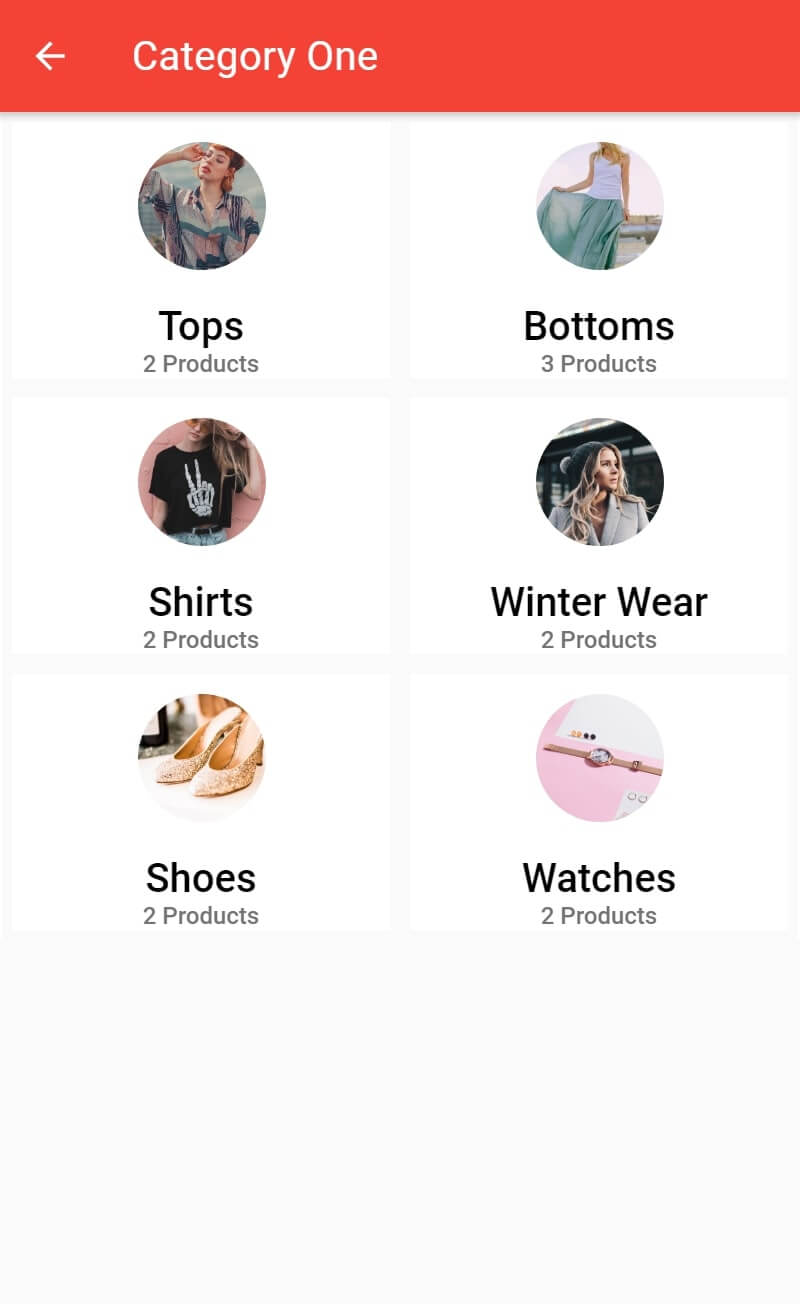 Category One
Tops
2 Products
Bottoms
3 Products
Shirts
2 Products
Winter Wear
2 Products
Shoes
2 Products
Watches
2 Products